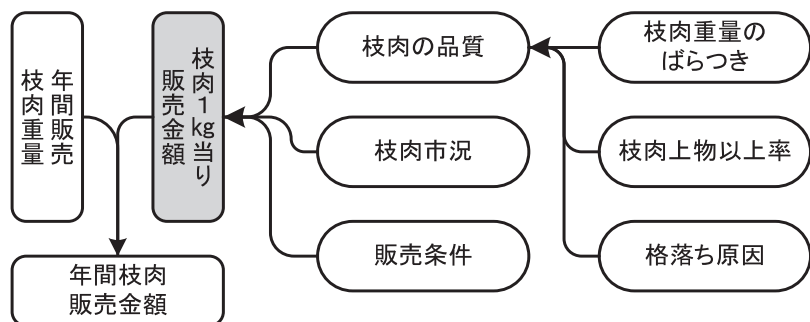 年間販売
枝肉重量
枝肉1kg当り
販売金額
枝肉の品質
枝肉重量の
ばらつき
枝肉市況
枝肉上物以上率
販売条件
格落ち原因
年間枝肉
販売金額